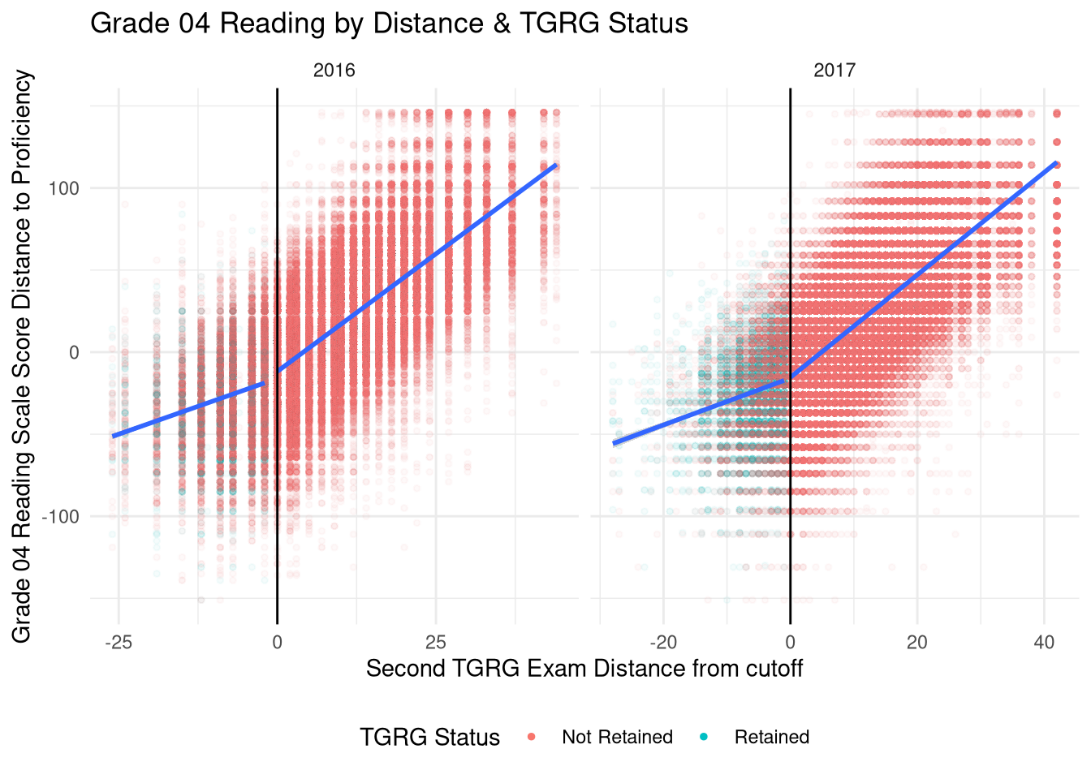 Grade 04 Reading by Distance & TGRG Status
2016
2017
Grade 04 Reading Scale Score Distance to Proficiency
100
0
-100
-25
0
25
-20
0
20
40
Second TGRG Exam Distance from cutoff
TGRG Status
Not Retained
Retained